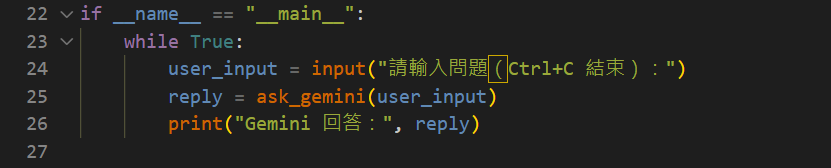 22 if __name__ == "__main__":
23     while True:
24         user_input = input("請輸入問題（Ctrl+C 結束）：")
25         reply = ask_gemini(user_input)
26         print("Gemini 回答：", reply)
27